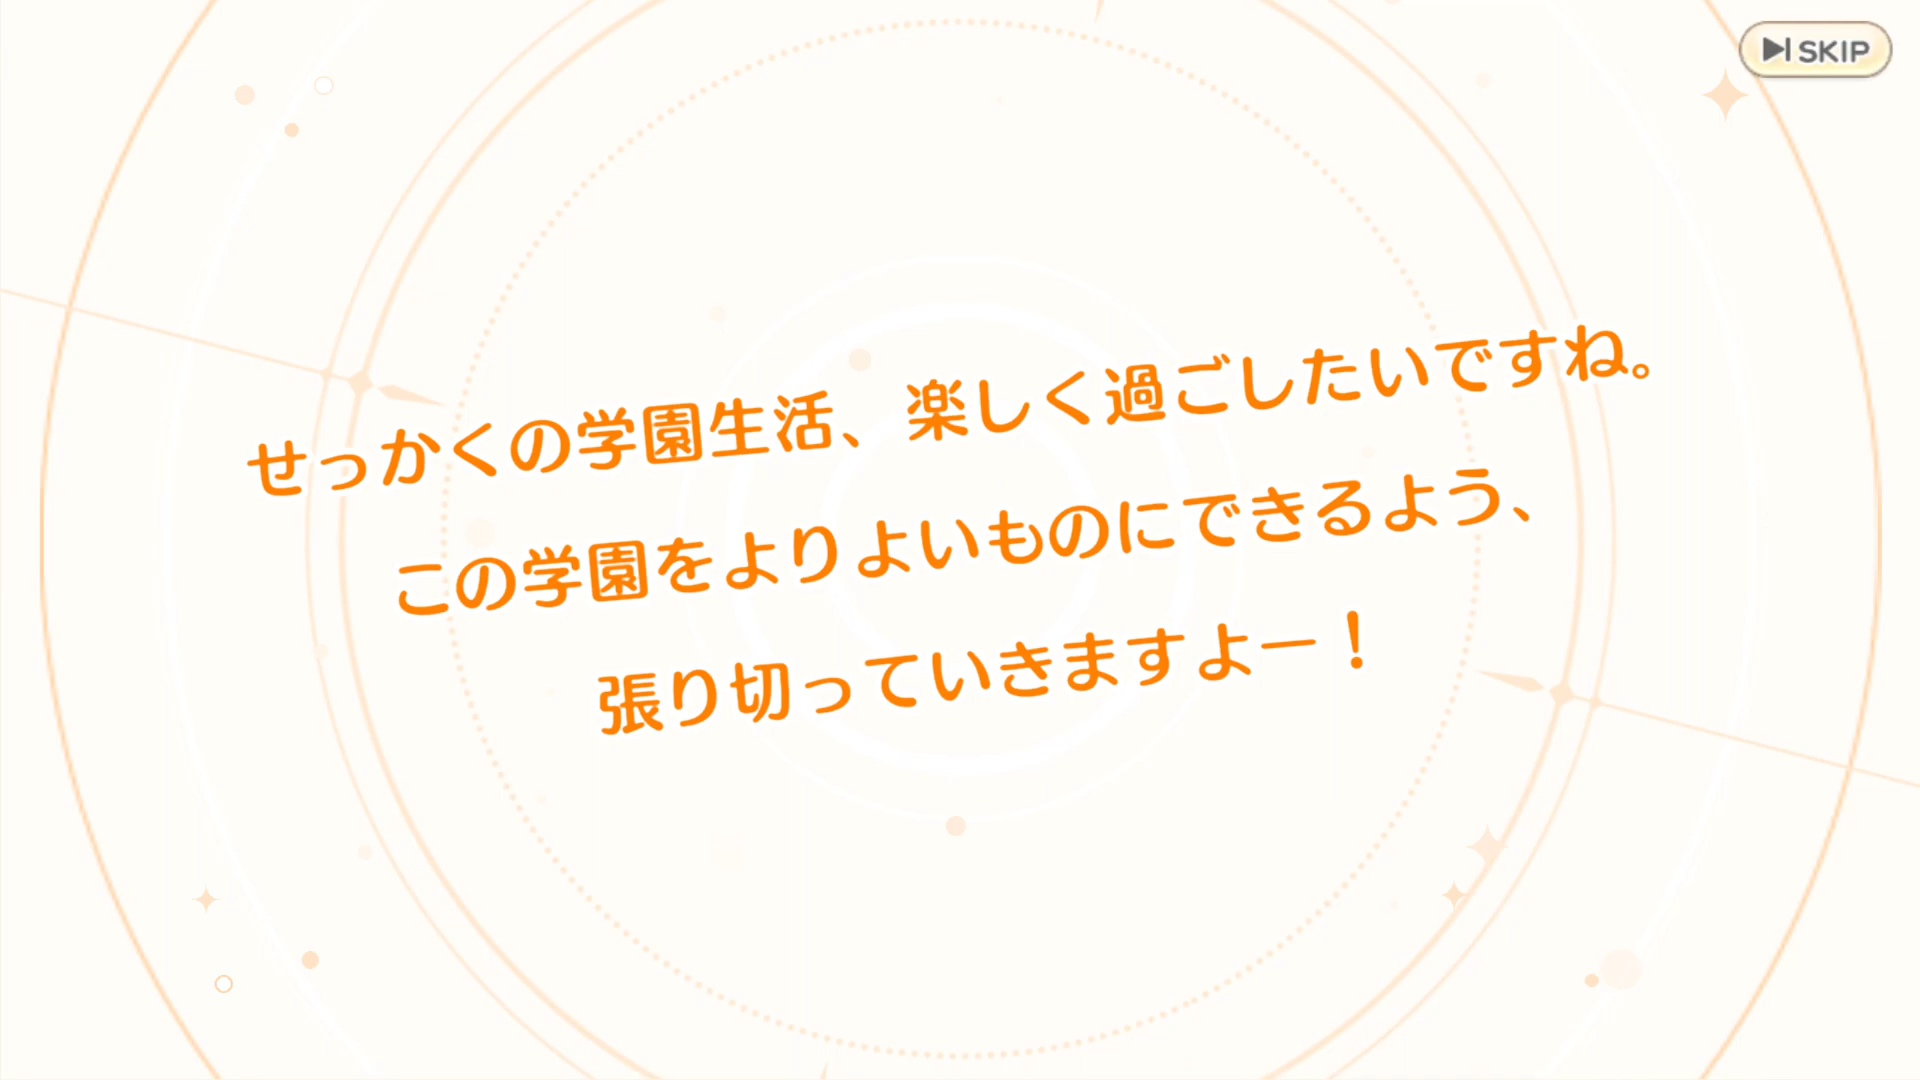 SKIP
せっかくの学園生活、楽しく過ごしたいですね。
この学園をよりよいものにできるよう、
張り切っていきますよー！